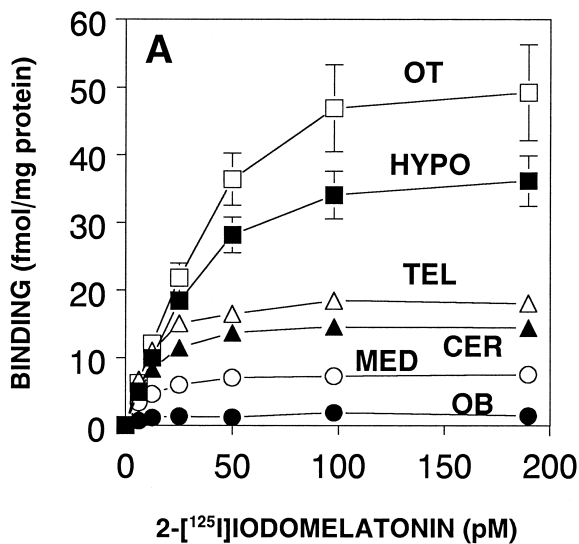 A
60
50
40
30
20
10
0
BINDING (fmol/mg protein)
OT
HYPO
TEL
CER
MED
OB
0 50 100 150 200
2-[¹²⁵I]IODOMELATONIN (pM)